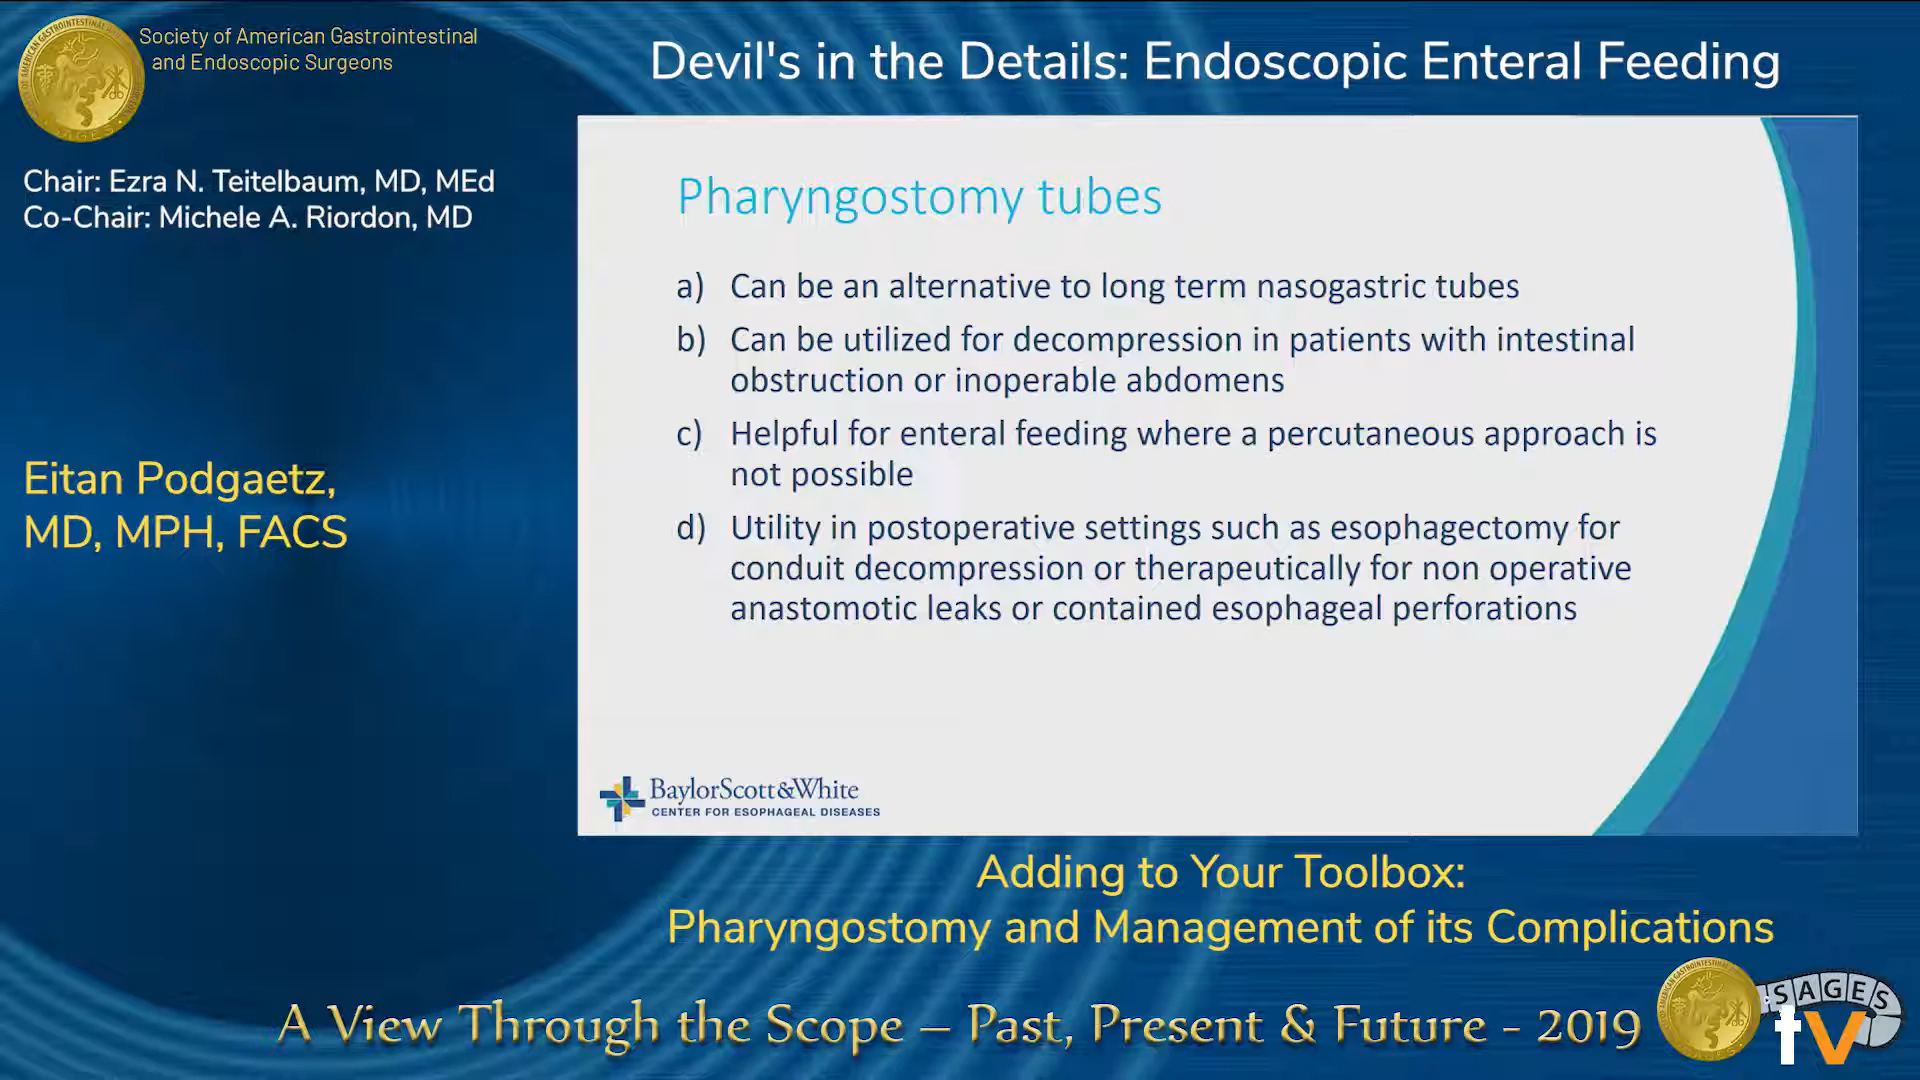 Society of American Gastrointestinal
and Endoscopic Surgeons
Devil's in the Details: Endoscopic Enteral Feeding
Chair: Ezra N. Teitelbaum, MD, MEd
Co-Chair: Michele A. Riordon, MD
Eitan Podgaetz,
MD, MPH, FACS
Pharyngostomy tubes
a) Can be an alternative to long term nasogastric tubes
b) Can be utilized for decompression in patients with intestinal
obstruction or inoperable abdomens
c) Helpful for enteral feeding where a percutaneous approach is
not possible
d) Utility in postoperative settings such as esophagectomy for
conduit decompression or therapeutically for non operative
anastomotic leaks or contained esophageal perforations
BaylorScott&White
CENTER FOR ESOPHAGEAL DISEASES
Adding to Your Toolbox:
Pharyngostomy and Management of its Complications
A View Through the Scope – Past, Present & Future - 2019
SAGES
tv